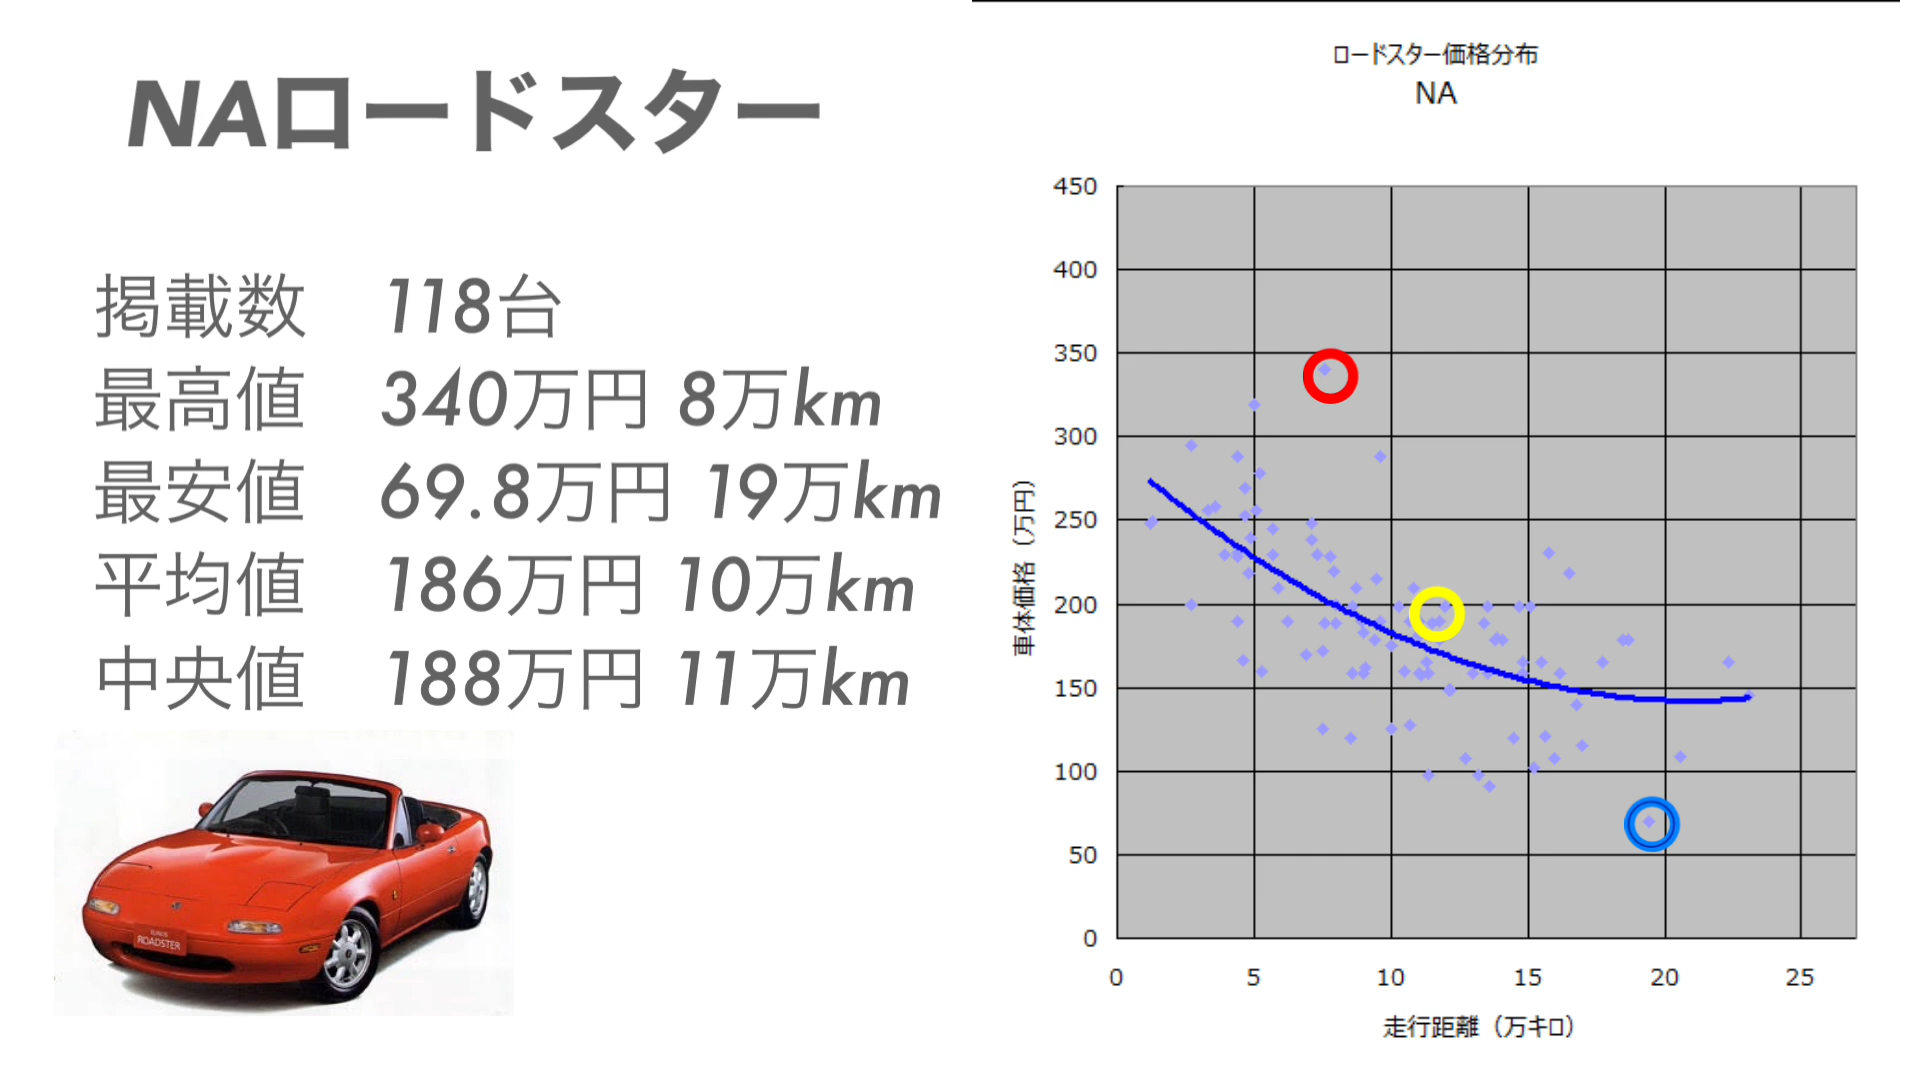 NAロードスター
掲載数 118台
最高値 340万円 8万km
最安値 69.8万円 19万km
平均値 186万円 10万km
中央値 188万円 11万km
ROADSTER
ロードスター価格分布
NA
450
400
350
300
250
200
150
100
50
0
車体価格（万円）
0 5 10 15 20 25
走行距離（万キロ）